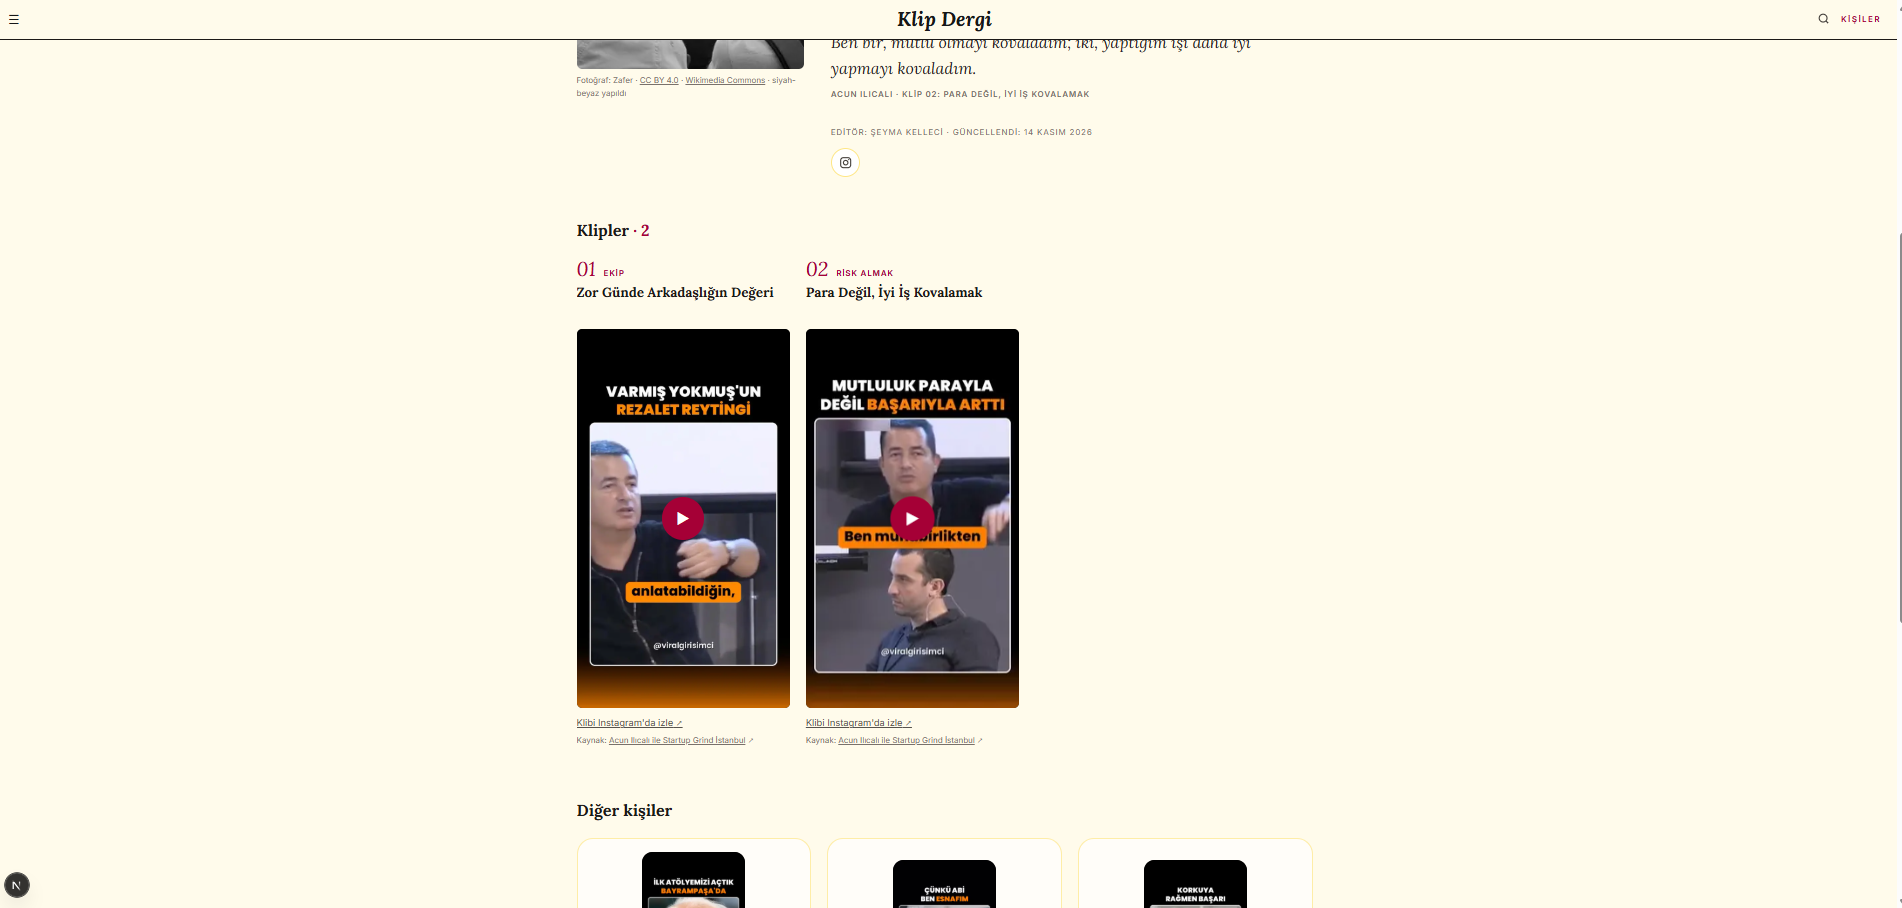 Klip Dergi
KİŞİLER
Ben bir, mutlu olmayı kovaladım; iki, yaptığım işi daha iyi
yapmayı kovaladım.
Fotoğraf: Zafer · CC BY 4.0 · Wikimedia Commons · siyah-
beyaz yapıldı
ACUN ILICALI · KLİP 02: PARA DEĞİL, İYİ İŞ KOVALAMAK
EDİTÖR: ŞEYMA KELLECİ · GÜNCELLENDİ: 14 KASIM 2026
Klipler · 2
01 EKİP
Zor Günde Arkadaşlığın Değeri
02 RİSK ALMAK
Para Değil, İyi İş Kovalamak
VARMIŞ YOKMUŞ'UN
REZALET REYTİNGİ
anlatabildiğin,
@viralgirisimci
MUTLULUK PARAYLA
DEĞİL BAŞARIYLA ARTTI
Ben muhabirlikten
@viralgirisimci
Klibi Instagram'da izle ↗
Kaynak: Acun Ilıcalı ile Startup Grind İstanbul ↗
Klibi Instagram'da izle ↗
Kaynak: Acun Ilıcalı ile Startup Grind İstanbul ↗
Diğer kişiler
İLK ATÖLYEMİZİ AÇTIK
BAYRAMPAŞA'DA
ÇÜNKÜ ABİ
BEN ESNAFIM
KORKUYA
RAĞMEN BAŞARI
N